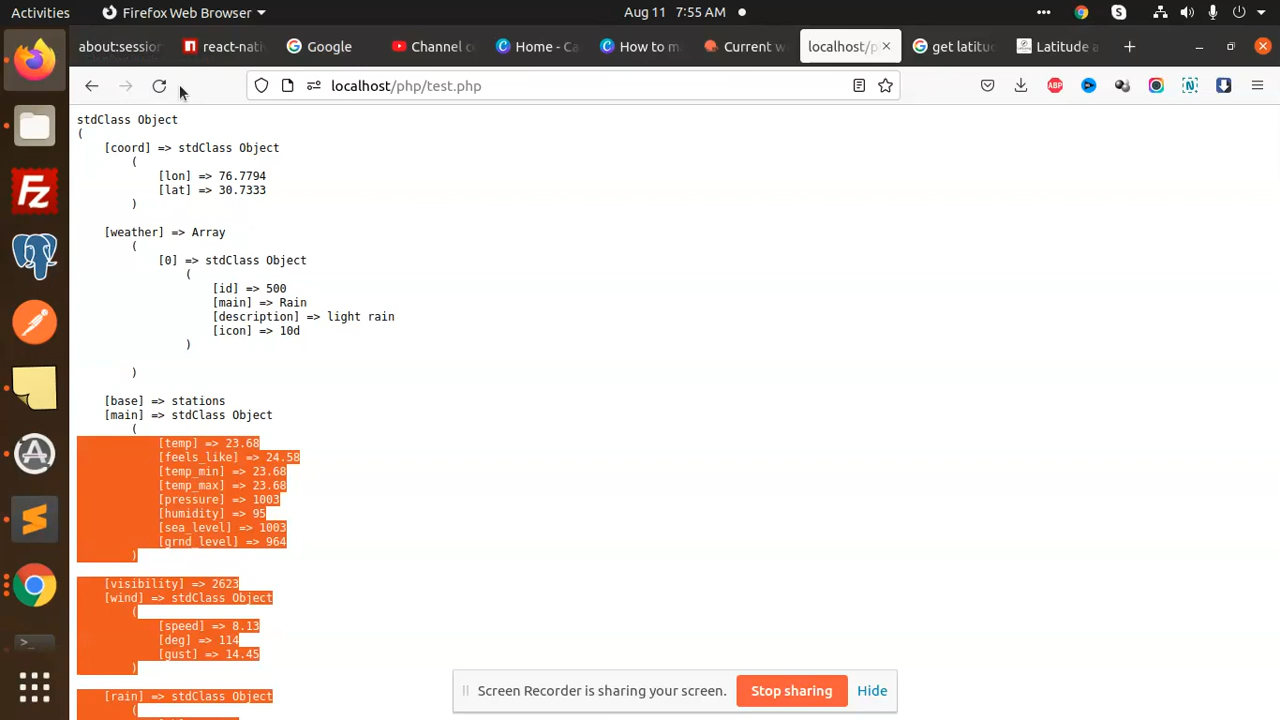 Activities Firefox Web Browser Aug 11 7:55 AM
about:session react-nati Google Channel c Home - Ca How to m Current w localhost/p get latitud Latitude a
localhost/php/test.php
ABP
stdClass Object
(
[coord] => stdClass Object
(
[lon] => 76.7794
[lat] => 30.7333
)
[weather] => Array
(
[0] => stdClass Object
(
[id] => 500
[main] => Rain
[description] => light rain
[icon] => 10d
)
)
[base] => stations
[main] => stdClass Object
(
[temp] => 23.68
[feels_like] => 24.58
[temp_min] => 23.68
[temp_max] => 23.68
[pressure] => 1003
[humidity] => 95
[sea_level] => 1003
[grnd_level] => 964
)
[visibility] => 2623
[wind] => stdClass Object
(
[speed] => 8.13
[deg] => 114
[gust] => 14.45
)
[rain] => stdClass Object
(
Screen Recorder is sharing your screen. Stop sharing Hide